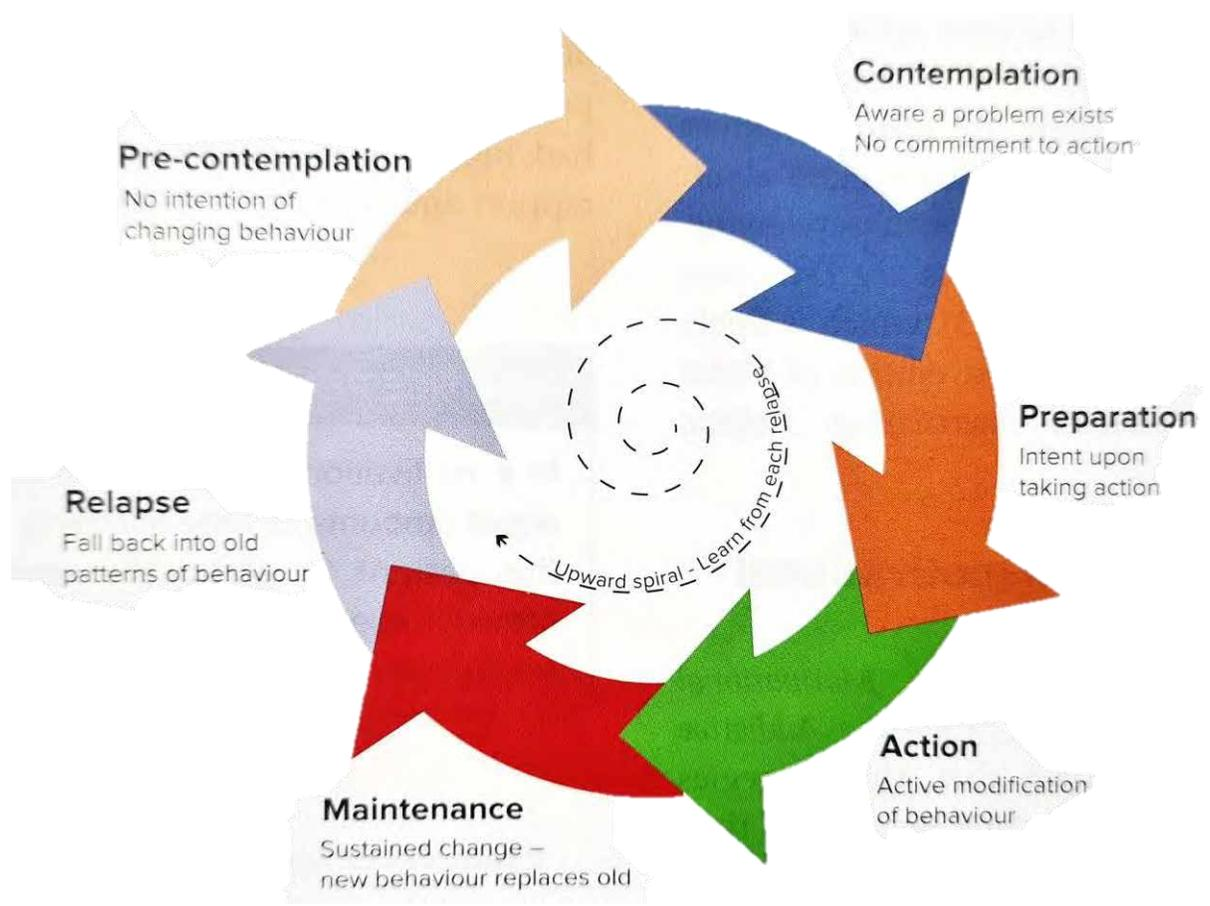 Pre-contemplation
No intention of
changing behaviour
Contemplation
Aware a problem exists
No commitment to action
Preparation
Intent upon
taking action
Action
Active modification
of behaviour
Maintenance
Sustained change –
new behaviour replaces old
Relapse
Fall back into old
patterns of behaviour
Upward spiral - Learn from each relapse